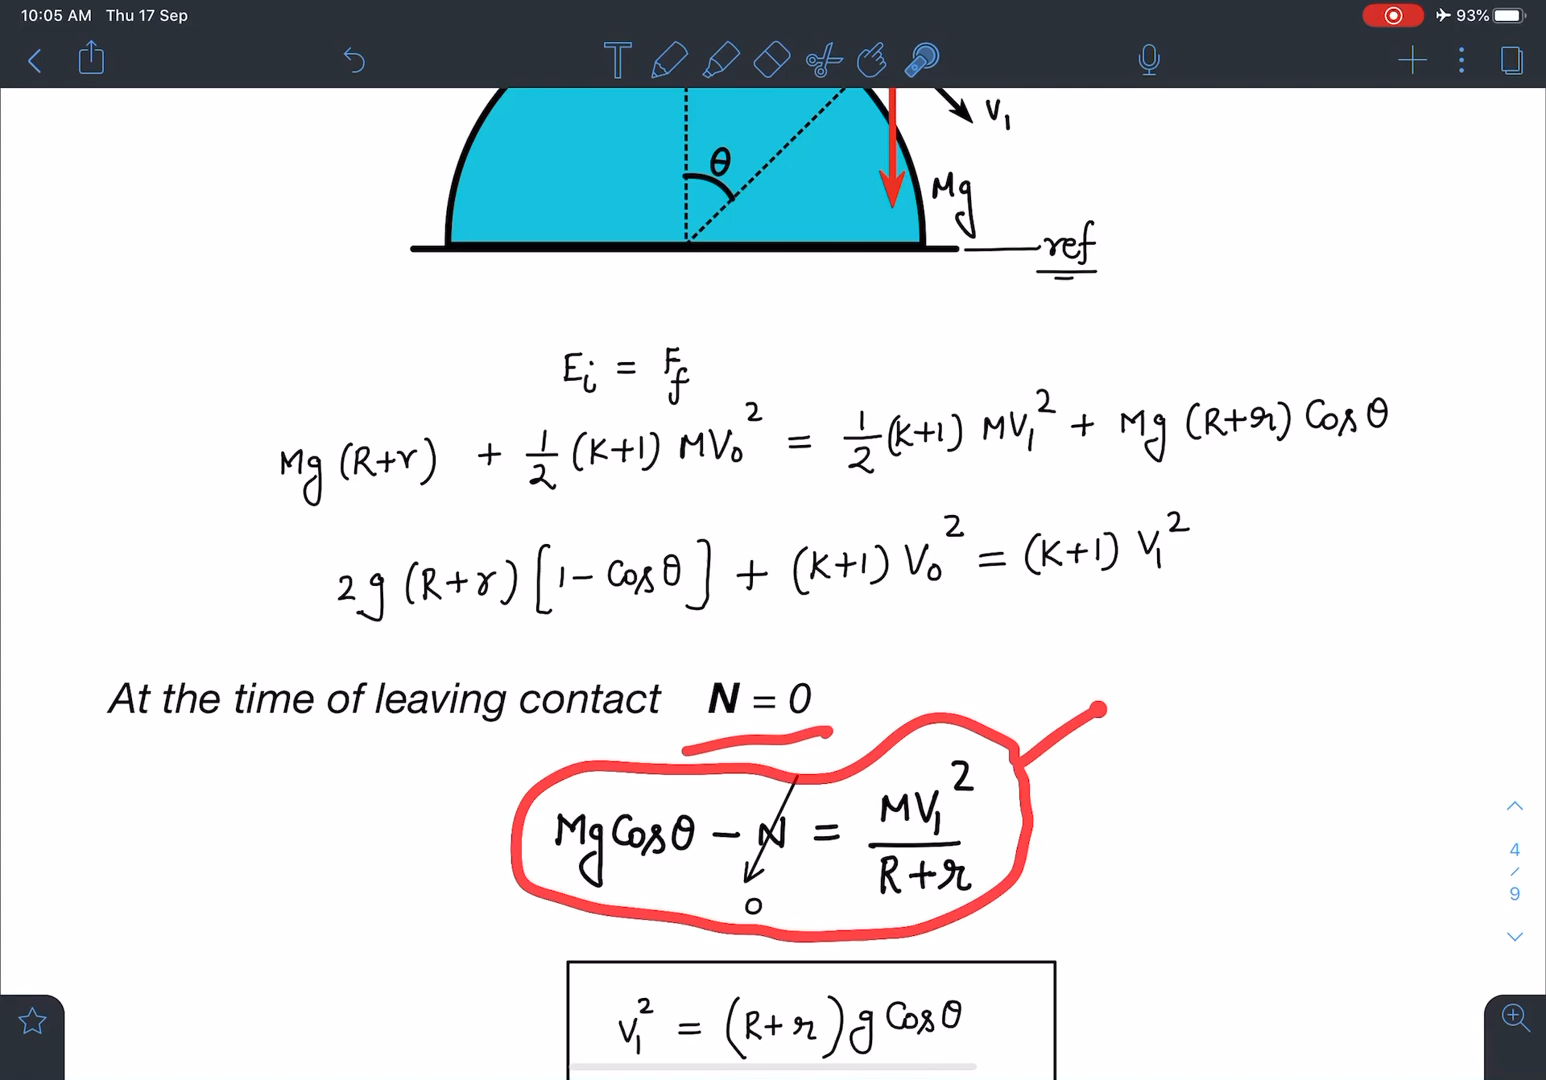 10:05 AM Thu 17 Sep 93%
T
V₁
θ
Mg
ref
Ei = Ff
Mg (R+r) + 1/2 (K+1) MV₀² = 1/2 (K+1) MV₁² + Mg (R+r) Cos θ
2g (R+r) [1 - Cos θ] + (K+1) V₀² = (K+1) V₁²
At the time of leaving contact N = 0
Mg Cos θ - N = MV₁² / R+r
0
4
/
9
V₁² = (R+r) g Cos θ